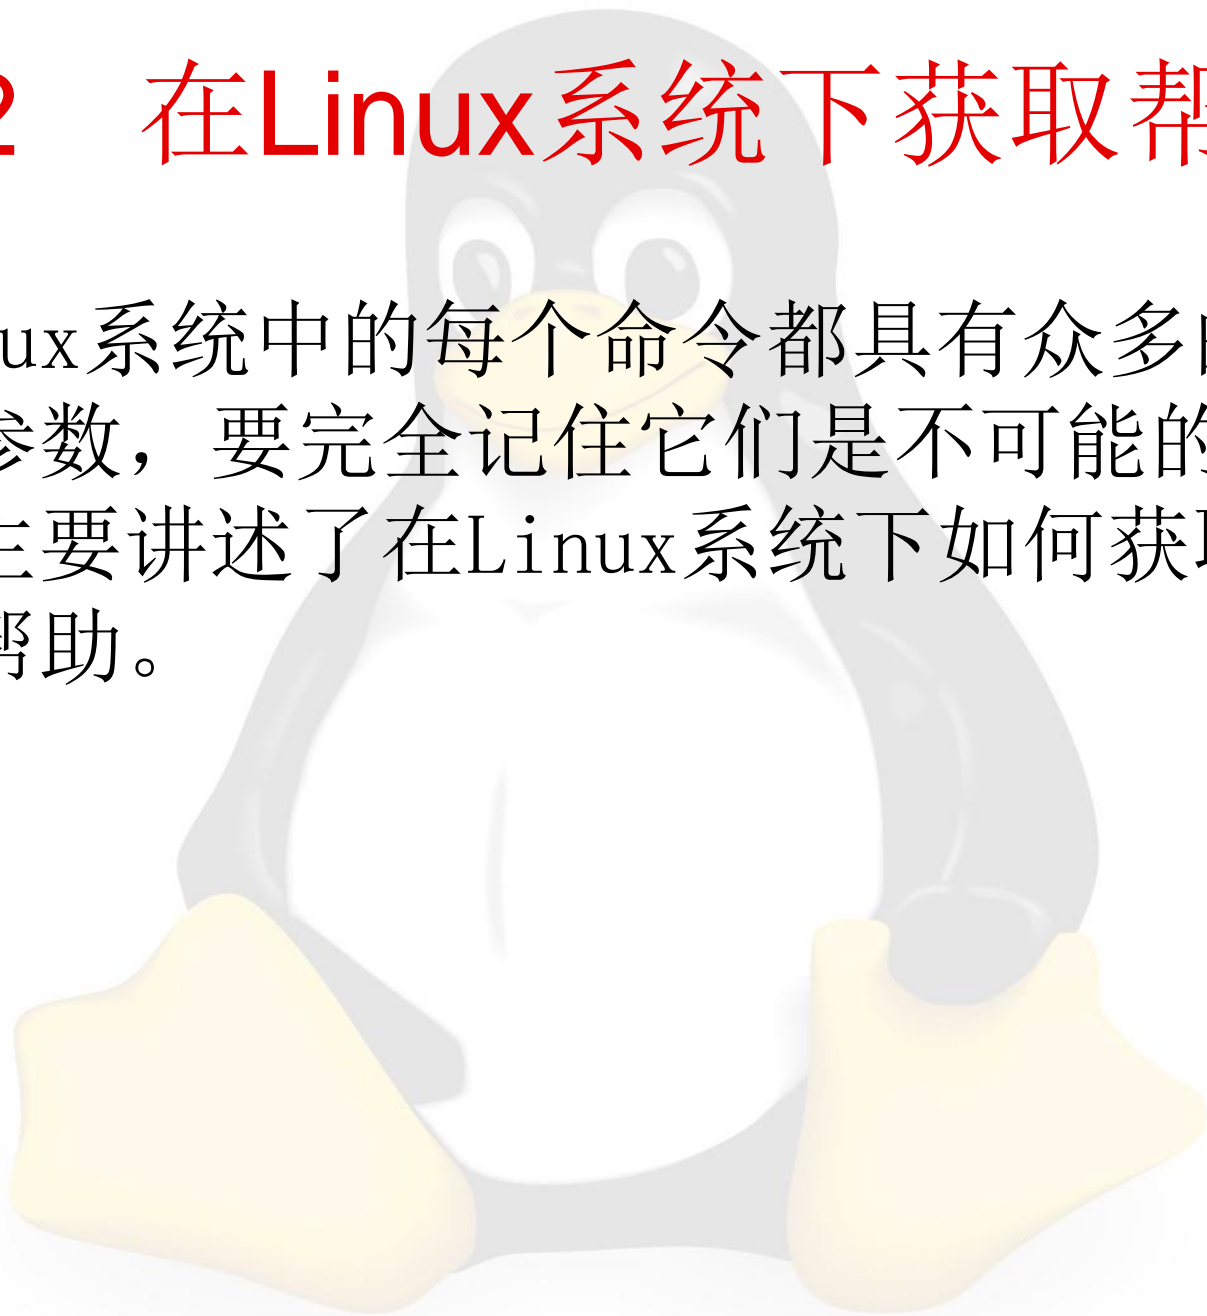 2 在Linux系统下获取帮
ux系统中的每个命令都具有众多的
参数，要完全记住它们是不可能的
主要讲述了在Linux系统下如何获取
帮助。